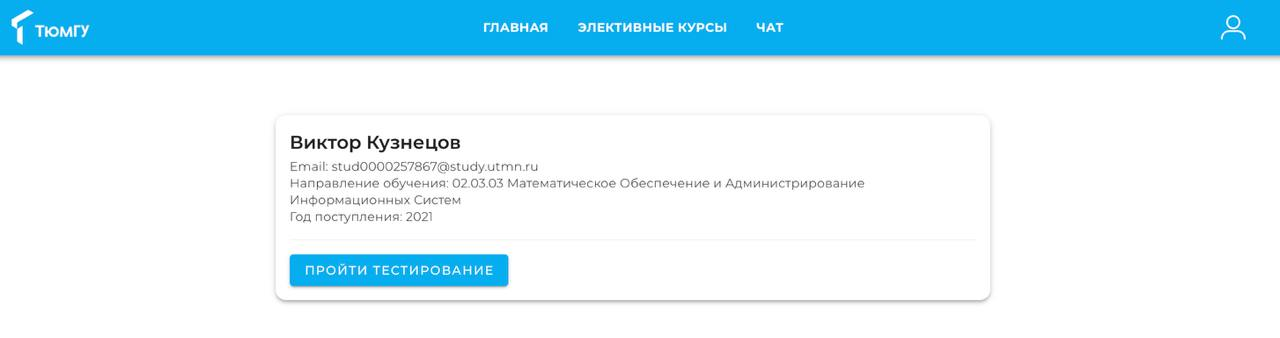 ТюмГУ
ГЛАВНАЯ
ЭЛЕКТИВНЫЕ КУРСЫ
ЧАТ
Виктор Кузнецов
Email: stud0000257867@study.utmn.ru
Направление обучения: 02.03.03 Математическое Обеспечение и Администрирование
Информационных Систем
Год поступления: 2021
ПРОЙТИ ТЕСТИРОВАНИЕ